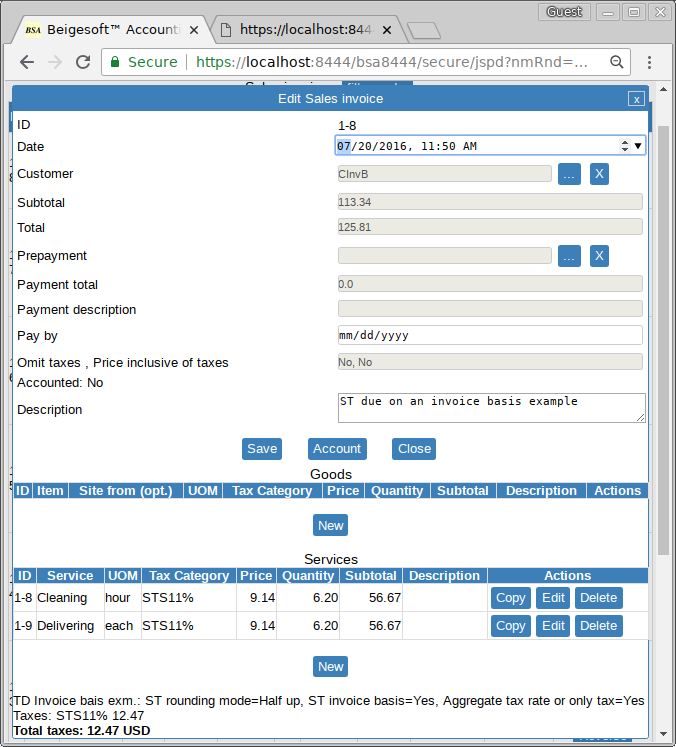 Guest
BSA Beigesoft™ Accounti
https://localhost:844
Secure https://localhost:8444/bsa8444/secure/jspd?nmRnd=...
Edit Sales invoice x
ID 1-8
Date 07/20/2016, 11:50 AM
Customer CInvB ... X
Subtotal 113.34
Total 125.81
Prepayment ... X
Payment total 0.0
Payment description
Pay by mm/dd/yyyy
Omit taxes , Price inclusive of taxes No, No
Accounted: No
Description ST due on an invoice basis example
Save Account Close
Goods
ID Item Site from (opt.) UOM Tax Category Price Quantity Subtotal Description Actions
New
Services
ID Service UOM Tax Category Price Quantity Subtotal Description Actions
1-8 Cleaning hour STS11% 9.14 6.20 56.67 Copy Edit Delete
1-9 Delivering each STS11% 9.14 6.20 56.67 Copy Edit Delete
New
TD Invoice bais exm.: ST rounding mode=Half up, ST invoice basis=Yes, Aggregate tax rate or only tax=Yes
Taxes: STS11% 12.47
Total taxes: 12.47 USD